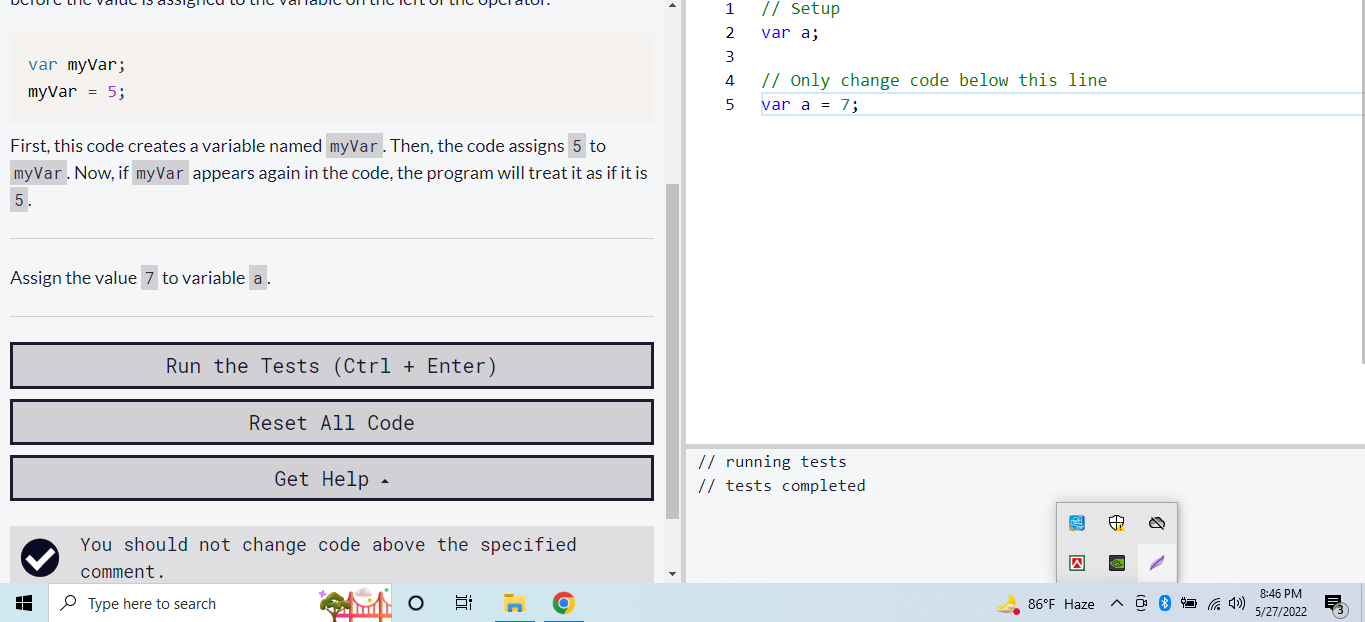 before the value is assigned to the variable on the left of the operator.
var myVar;
myVar = 5;
First, this code creates a variable named myVar. Then, the code assigns 5 to
myVar. Now, if myVar appears again in the code, the program will treat it as if it is
5.
Assign the value 7 to variable a.
Run the Tests (Ctrl + Enter)
Reset All Code
Get Help
You should not change code above the specified
comment.
1 // Setup
2 var a;
3
4 // Only change code below this line
5 var a = 7;
// running tests
// tests completed
Type here to search
86°F Haze
8:46 PM
5/27/2022
3